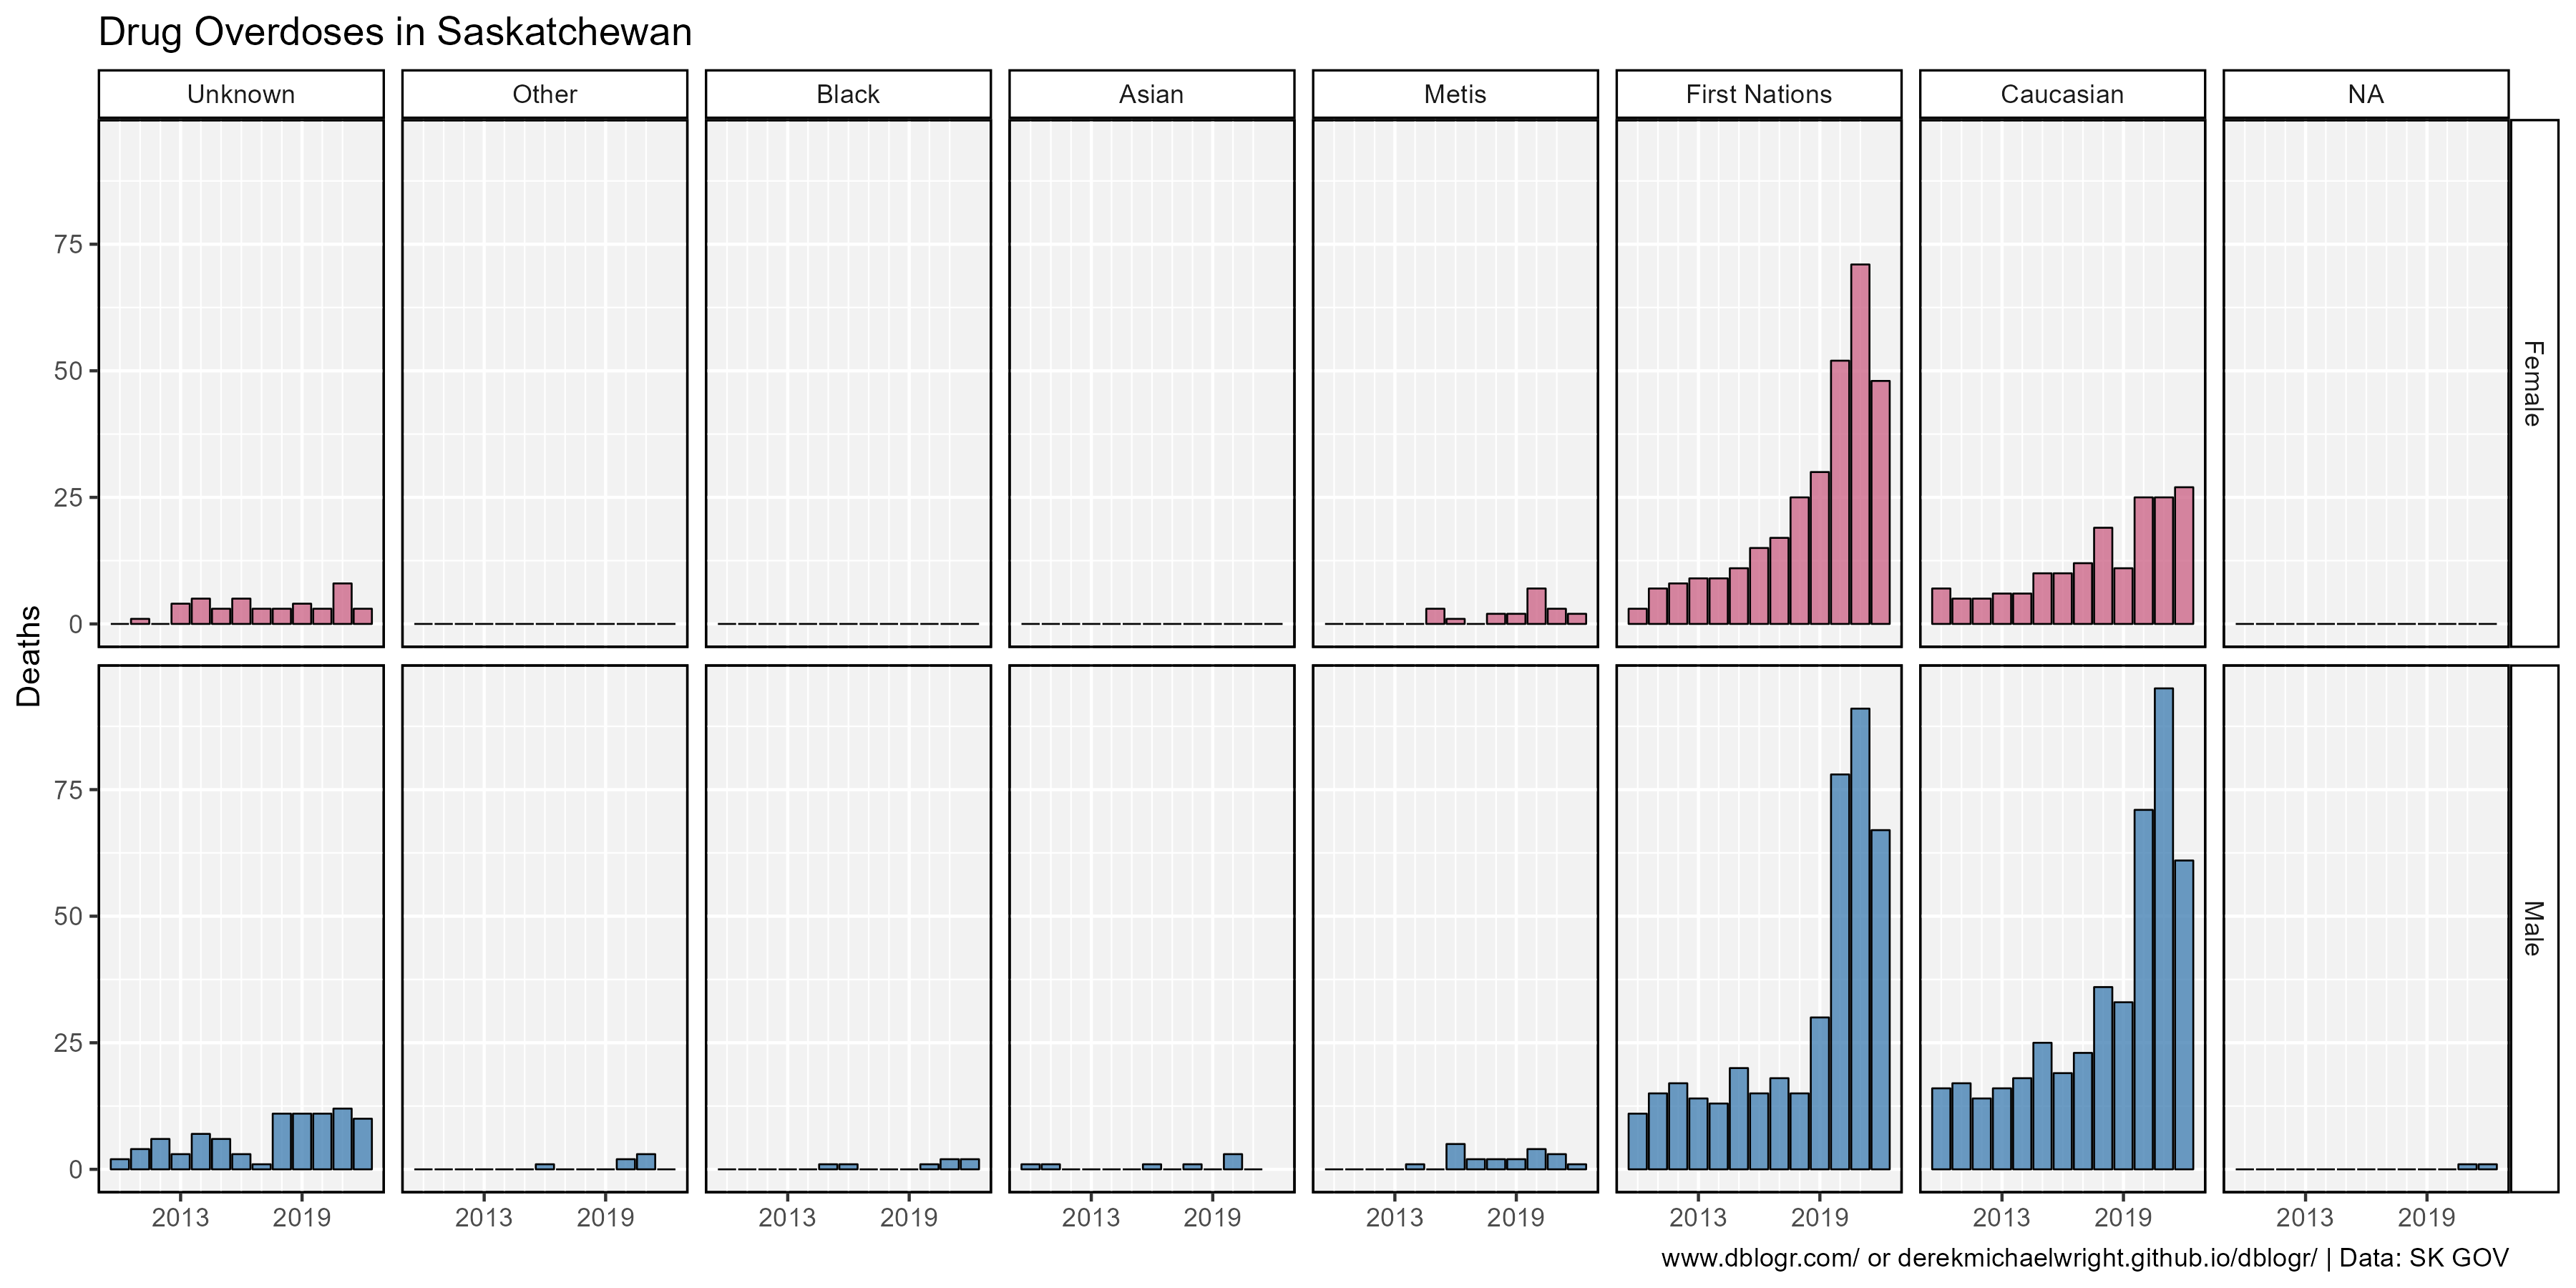 Drug Overdoses in Saskatchewan
Unknown Other Black Asian Metis First Nations Caucasian NA
75
50
25
0
Female
Deaths
75
50
25
0
Male
2013 2019 2013 2019 2013 2019 2013 2019 2013 2019 2013 2019 2013 2019 2013 2019
www.dblogr.com/ or derekmichaelwright.github.io/dblogr/ | Data: SK GOV